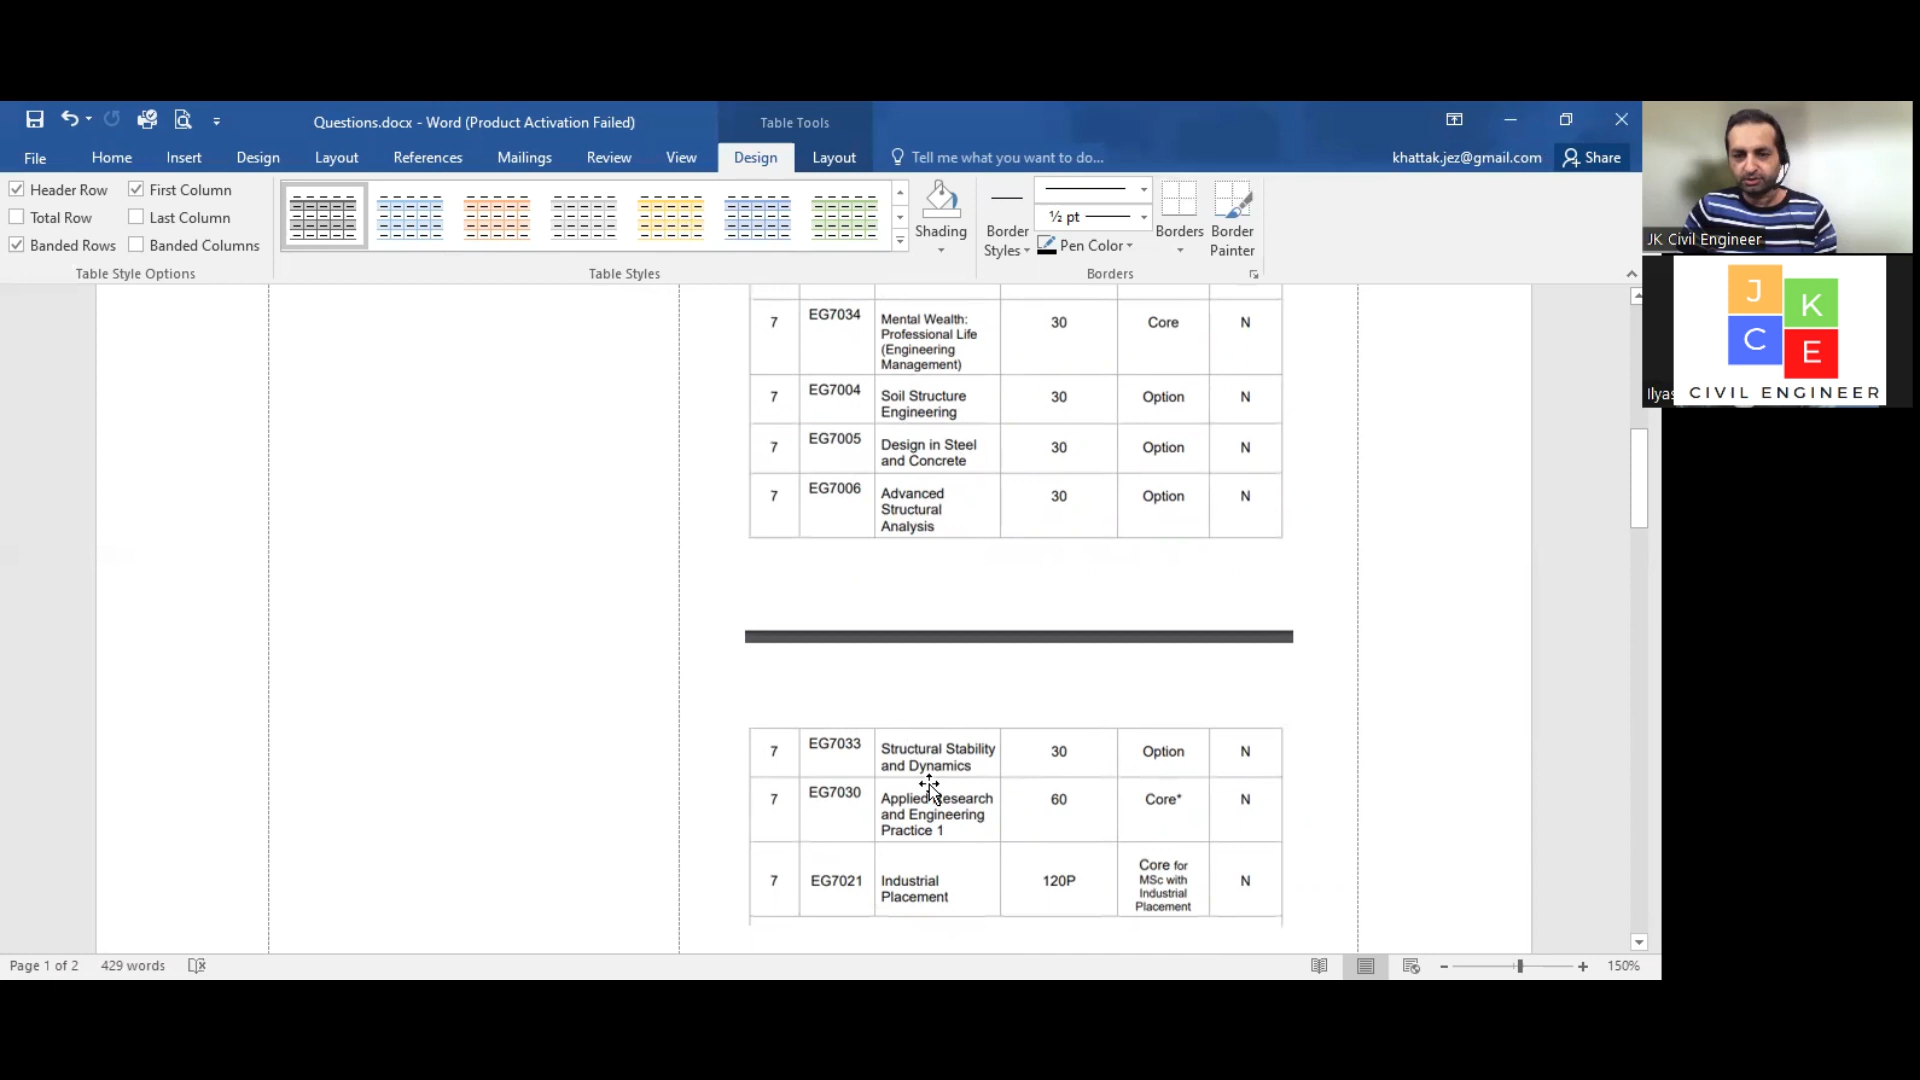 Questions.docx - Word (Product Activation Failed)
Table Tools
File Home Insert Design Layout References Mailings Review View Design Layout Tell me what you want to do... khattak.jez@gmail.com Share
Header Row First Column
Total Row Last Column
Banded Rows Banded Columns
Table Style Options
Table Styles
Shading
Border
Styles
½ pt
Pen Color
Borders
Border
Painter
Borders
JK Civil Engineer
J K
C E
CIVIL ENGINEER
Ilyas
7 EG7034 Mental Wealth: 30 Core N
Professional Life
(Engineering
Management)
7 EG7004 Soil Structure 30 Option N
Engineering
7 EG7005 Design in Steel 30 Option N
and Concrete
7 EG7006 Advanced 30 Option N
Structural
Analysis
7 EG7033 Structural Stability 30 Option N
and Dynamics
7 EG7030 Applied Research 60 Core* N
and Engineering
Practice 1
7 EG7021 Industrial 120P Core for N
Placement MSc with
Industrial
Placement
Page 1 of 2 429 words 150%